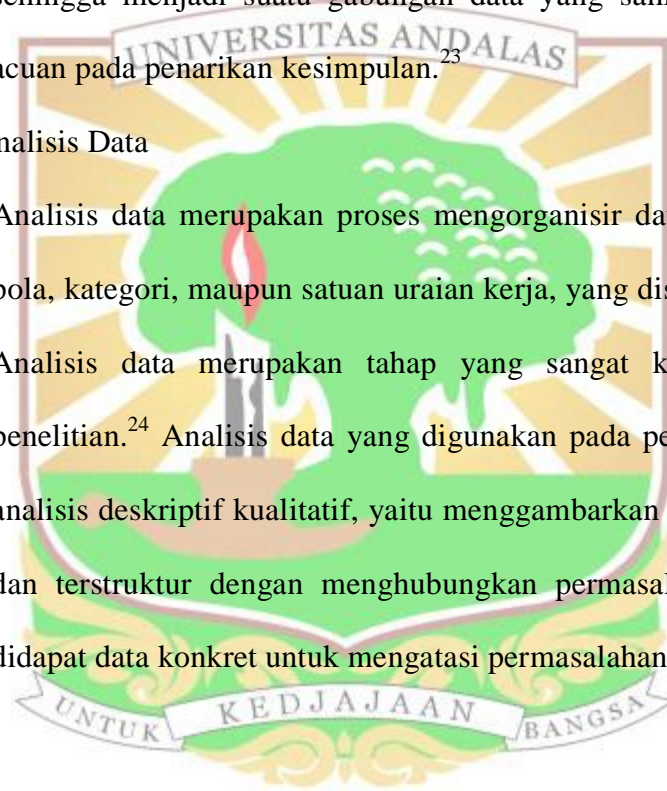 sehingga menjadi suatu gabungan data yang
UNIVERSITAS ANDALAS
acuan pada penarikan kesimpulan.23
nalisis Data
Analisis data merupakan proses mengorganisir da
pola, kategori, maupun satuan uraian kerja, yang dis
Analisis data merupakan tahap yang sangat k
penelitian.24 Analisis data yang digunakan pada pe
analisis deskriptif kualitatif, yaitu menggambarkan
dan terstruktur dengan menghubungkan permasal
didapat data konkret untuk mengatasi permasalahan
UNTUK KEDJAJAAN BANGSA